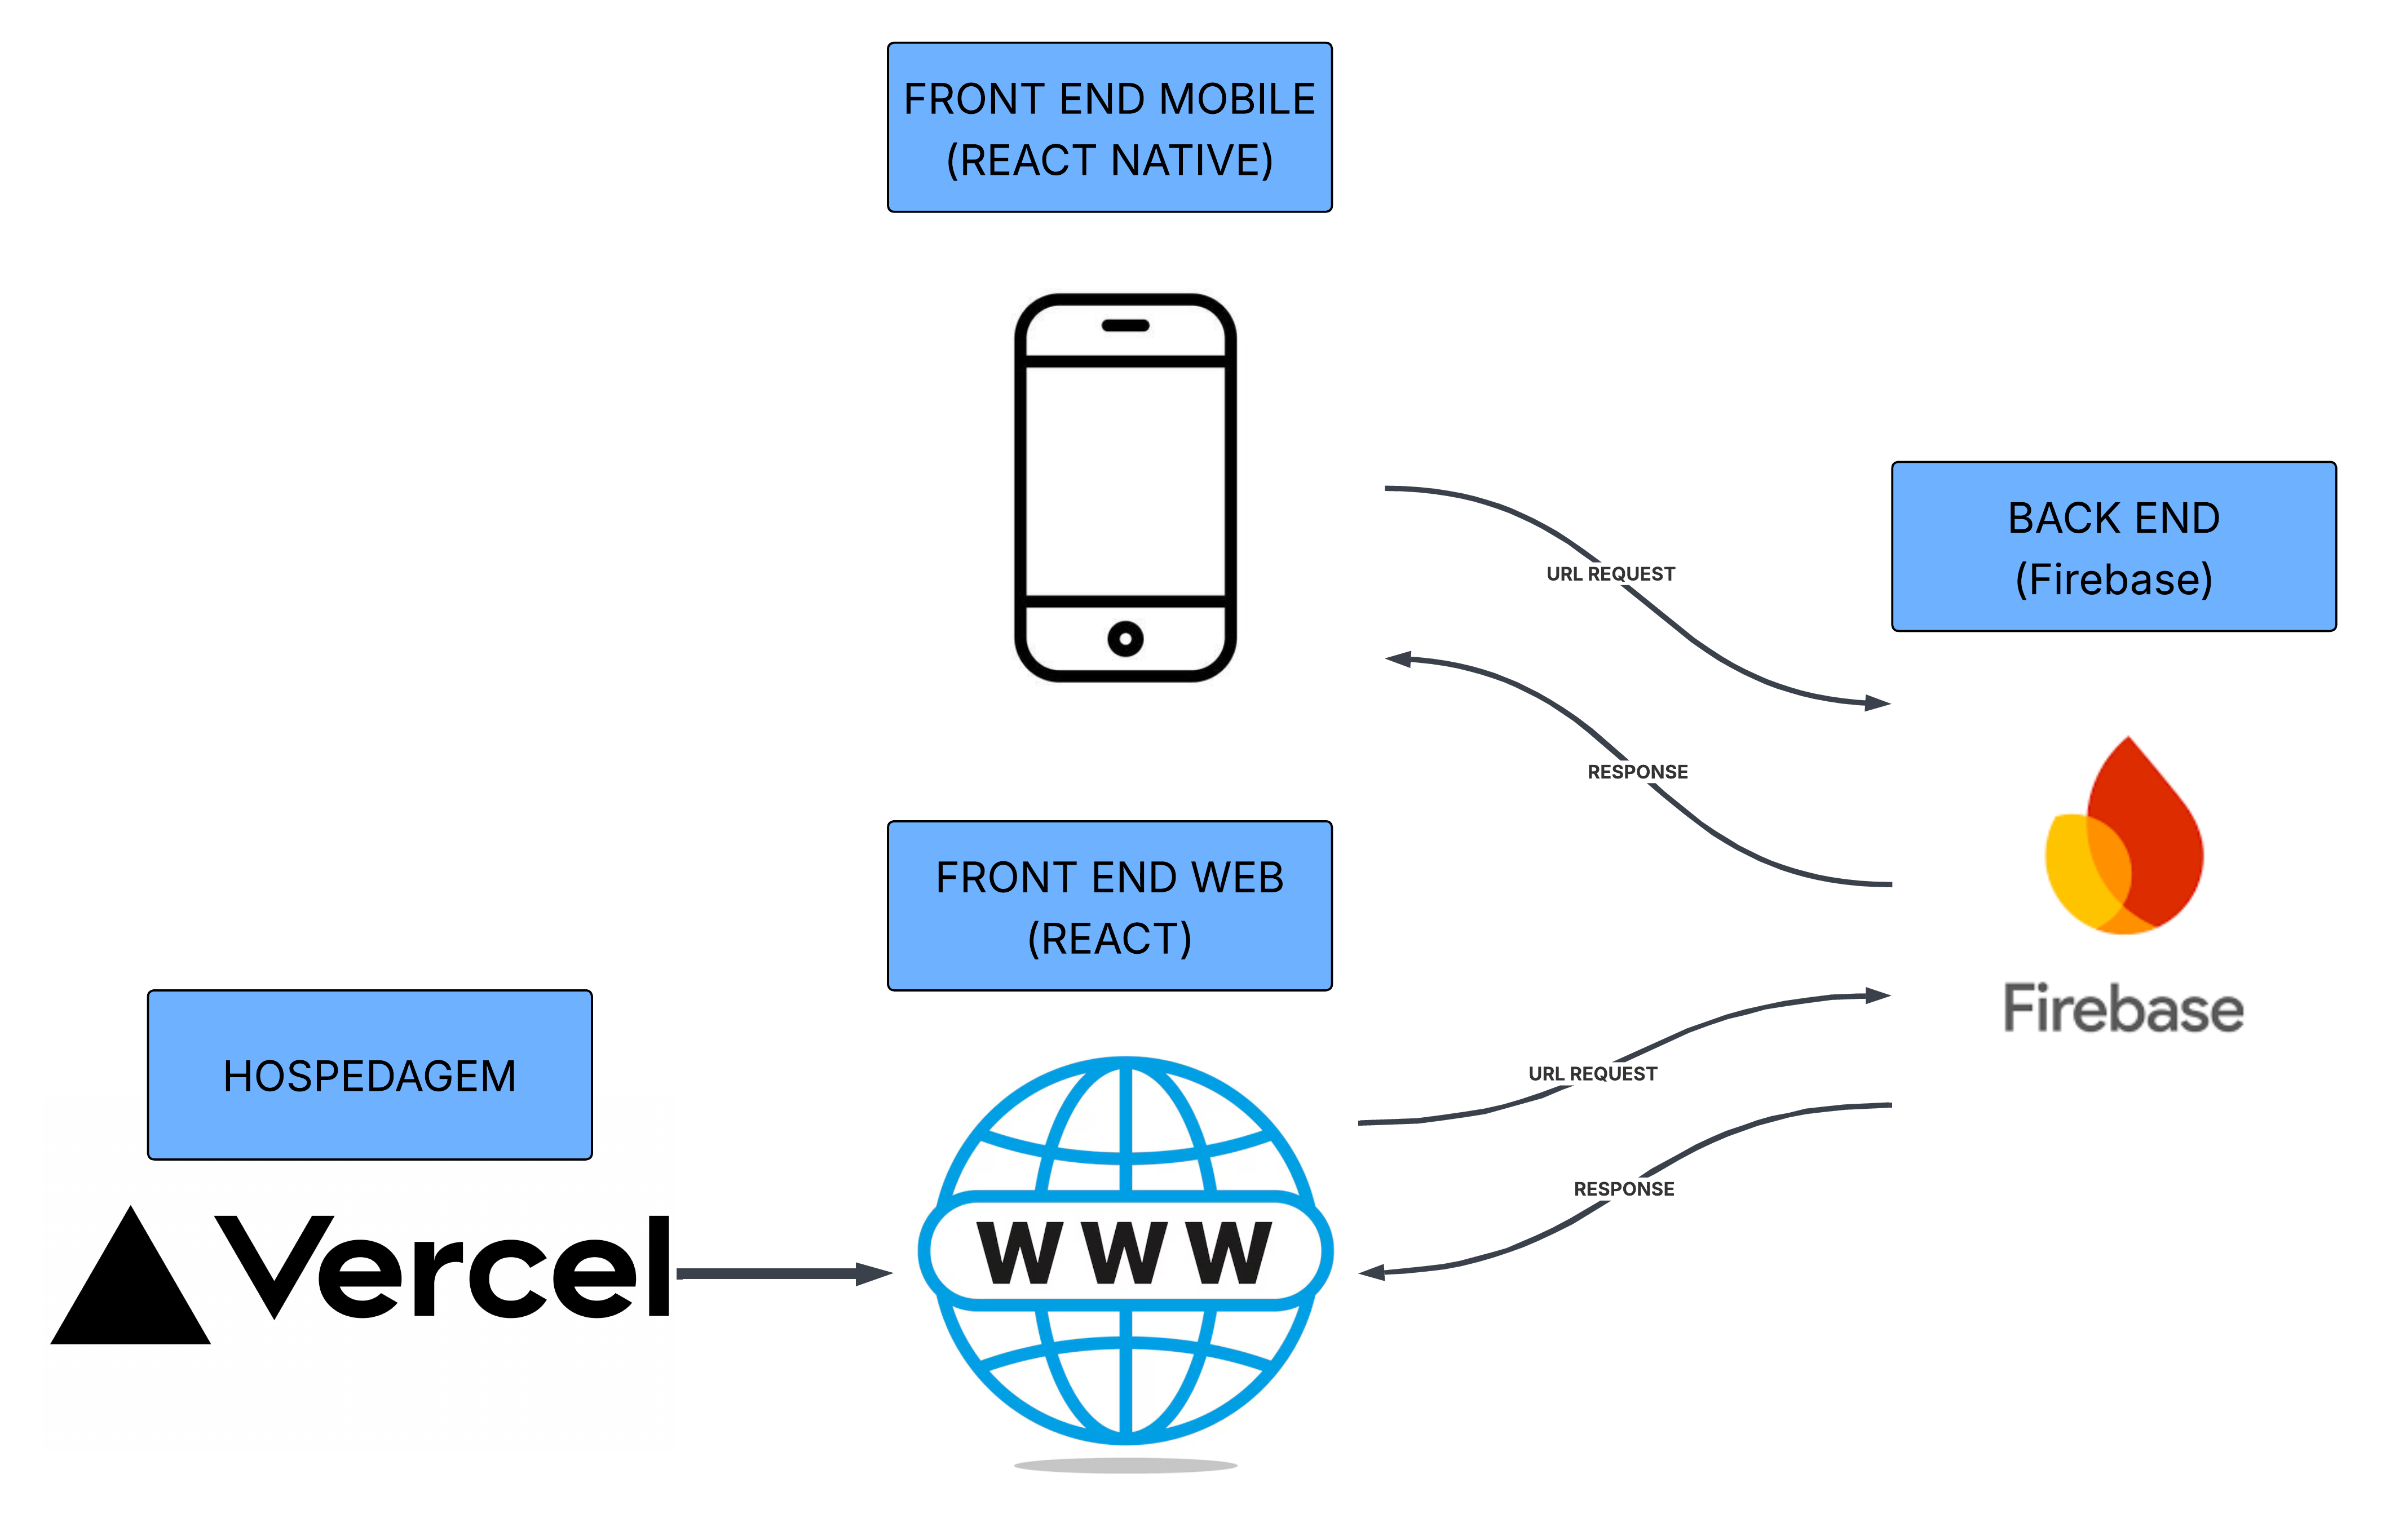 FRONT END MOBILE
(REACT NATIVE)
URL REQUEST
BACK END
(Firebase)
RESPONSE
Firebase
FRONT END WEB
(REACT)
URL REQUEST
RESPONSE
HOSPEDAGEM
Vercel
WWW